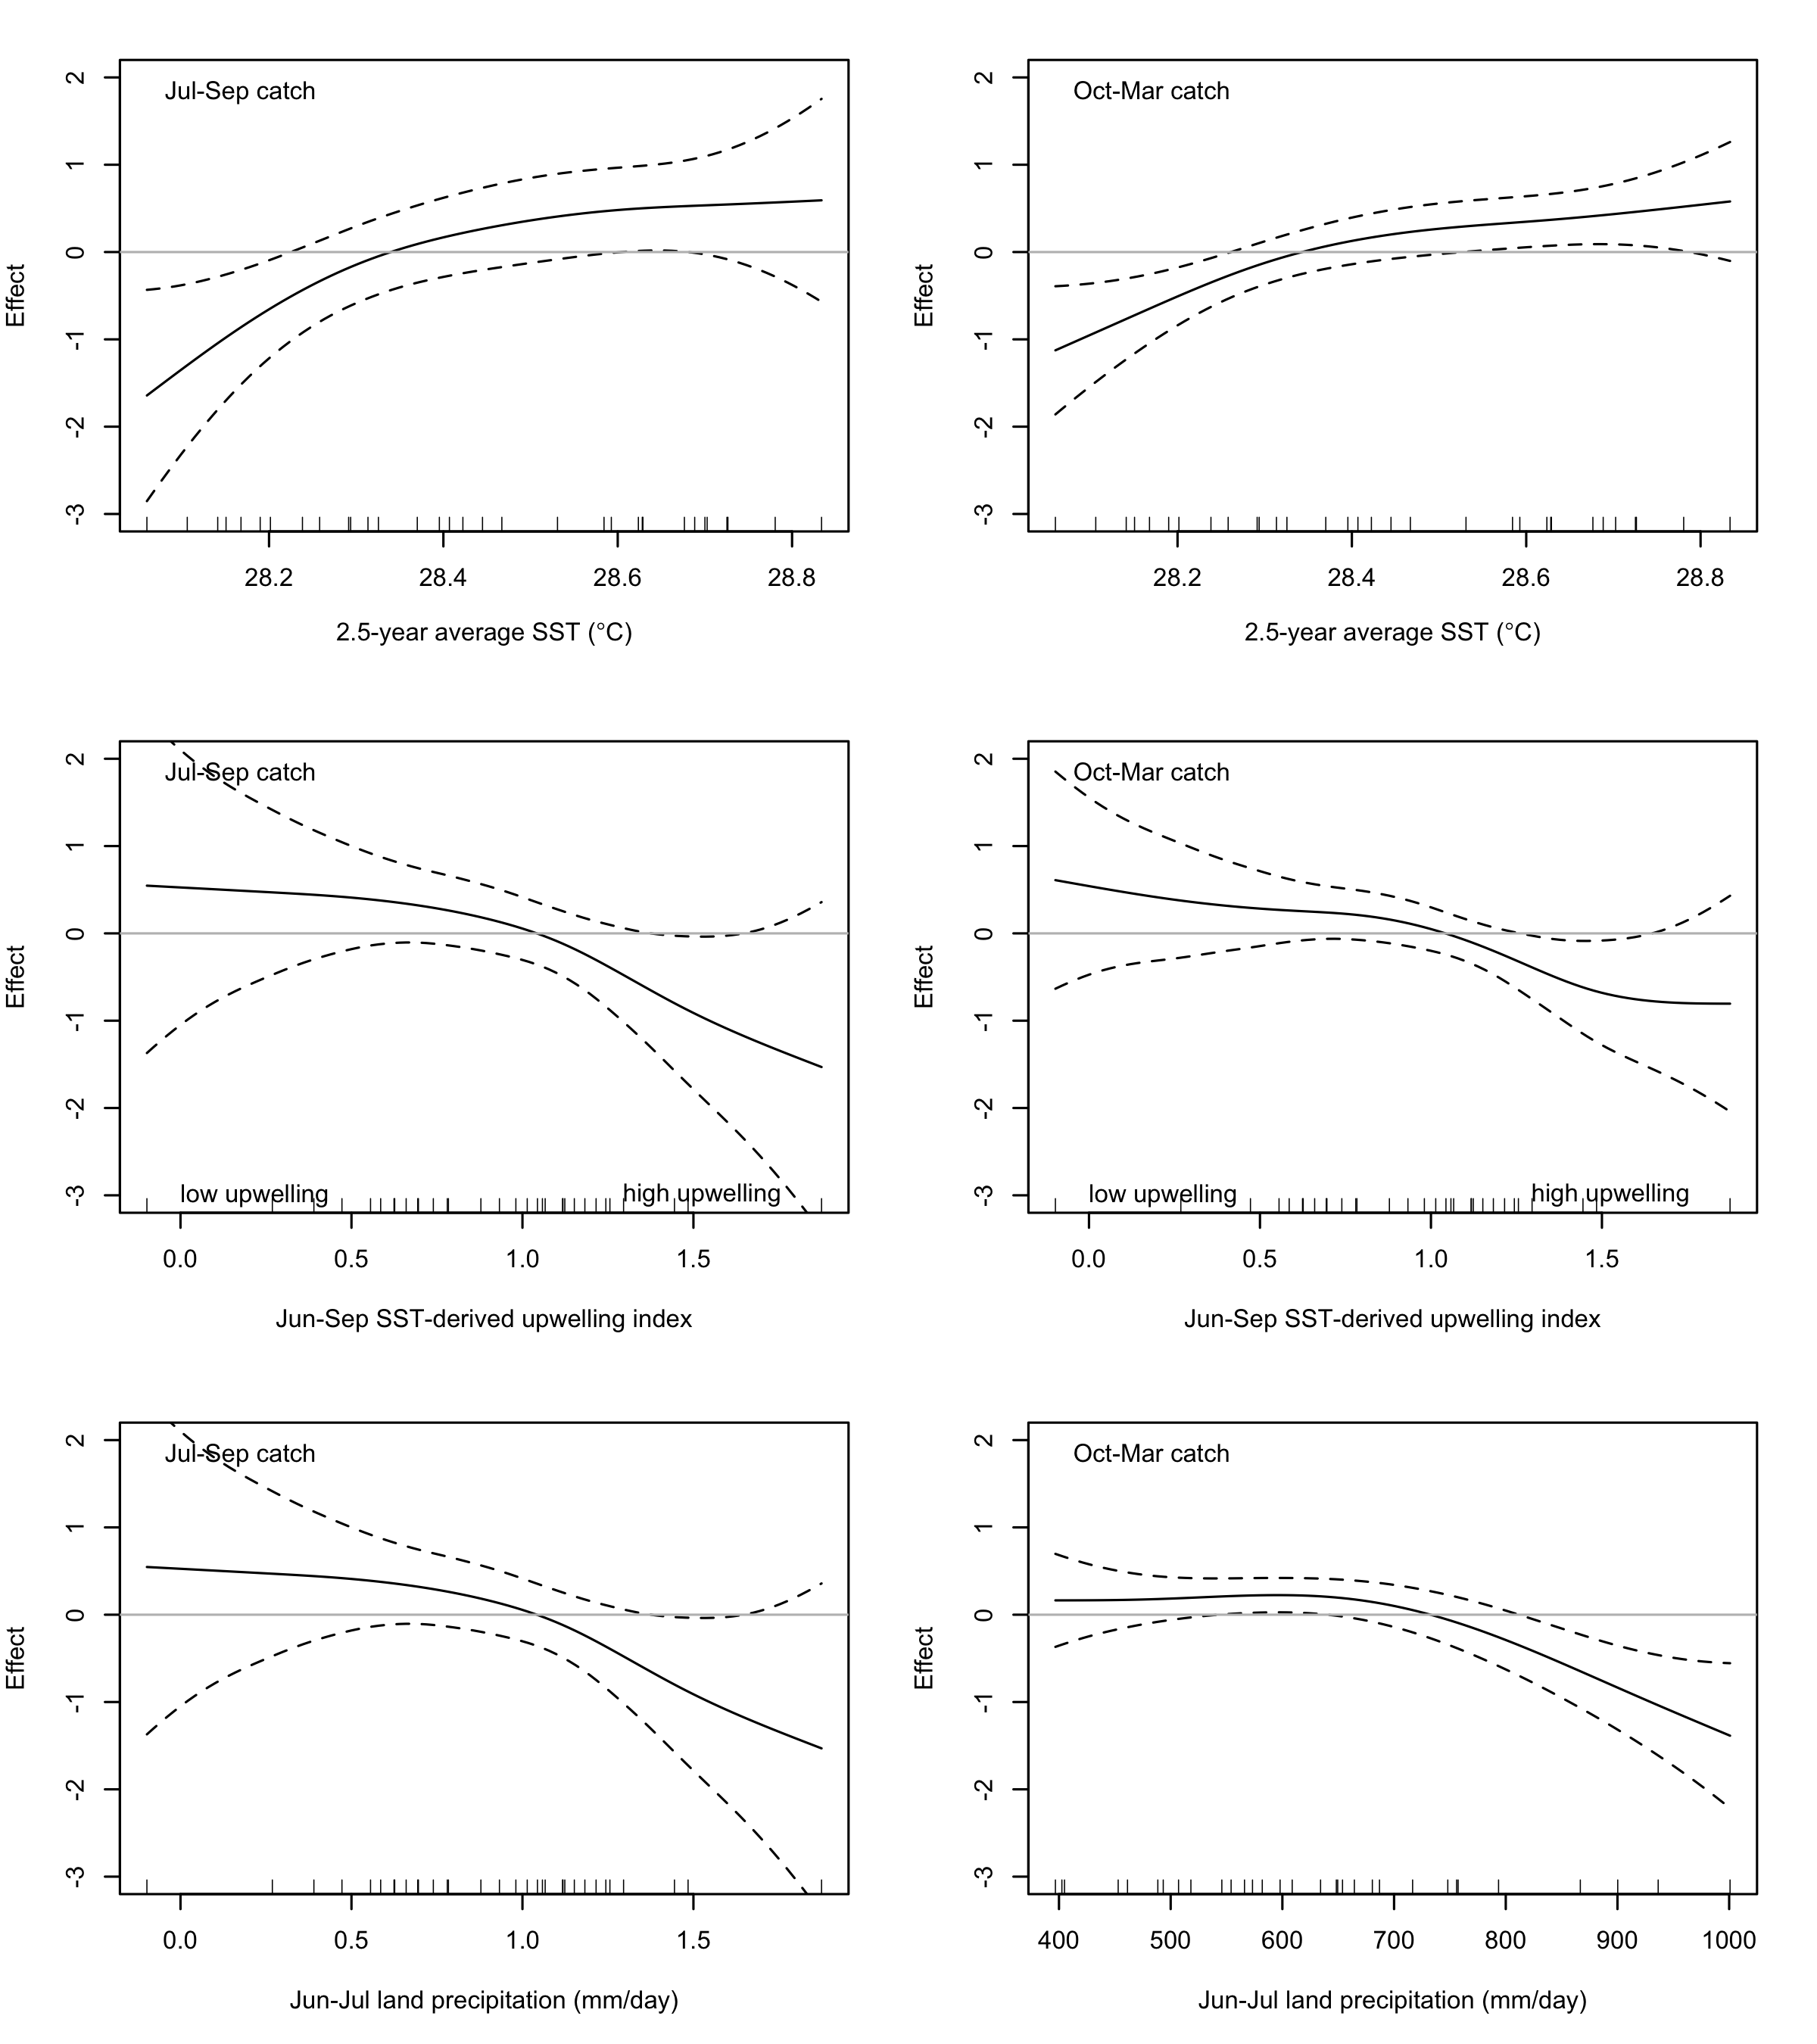 Jul-Sep catch
Effect
2
1
0
-1
-2
-3
28.2 28.4 28.6 28.8
2.5-year average SST (°C)
Oct-Mar catch
Effect
2
1
0
-1
-2
-3
28.2 28.4 28.6 28.8
2.5-year average SST (°C)
Jul-Sep catch
Effect
2
1
0
-1
-2
-3
low upwelling high upwelling
0.0 0.5 1.0 1.5
Jun-Sep SST-derived upwelling index
Oct-Mar catch
Effect
2
1
0
-1
-2
-3
low upwelling high upwelling
0.0 0.5 1.0 1.5
Jun-Sep SST-derived upwelling index
Jul-Sep catch
Effect
2
1
0
-1
-2
-3
0.0 0.5 1.0 1.5
Jun-Jul land precipitation (mm/day)
Oct-Mar catch
Effect
2
1
0
-1
-2
-3
400 500 600 700 800 900 1000
Jun-Jul land precipitation (mm/day)